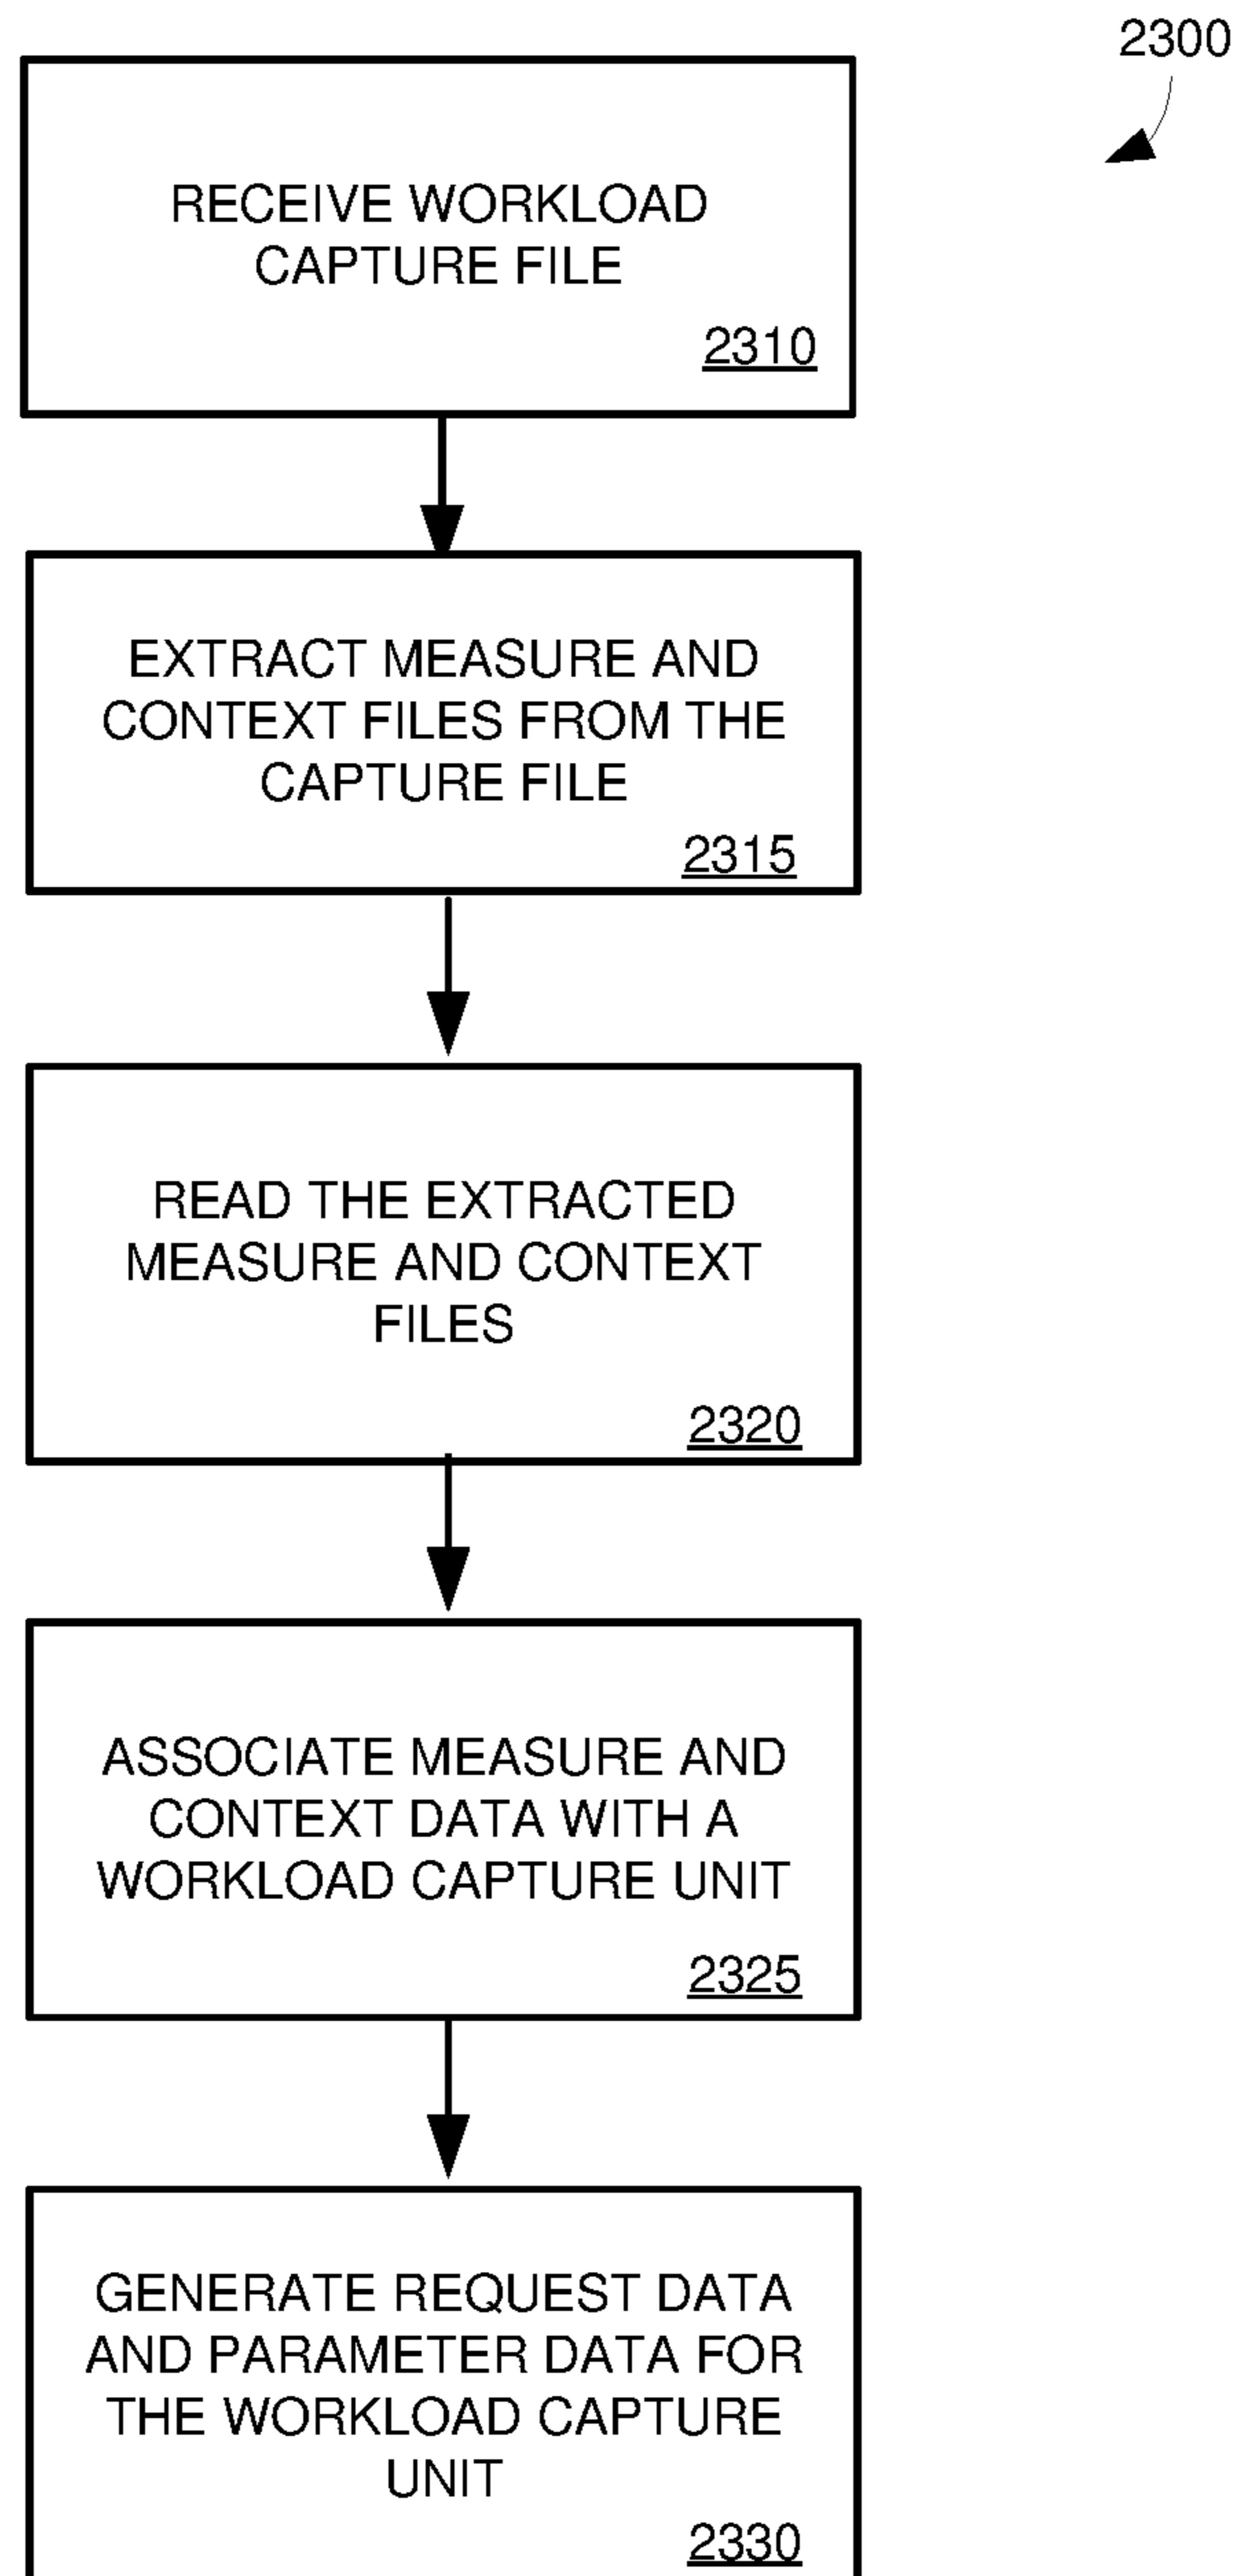 2300
RECEIVE WORKLOAD
CAPTURE FILE
2310
EXTRACT MEASURE AND
CONTEXT FILES FROM THE
CAPTURE FILE
2315
READ THE EXTRACTED
MEASURE AND CONTEXT
FILES
2320
ASSOCIATE MEASURE AND
CONTEXT DATA WITH A
WORKLOAD CAPTURE UNIT
2325
GENERATE REQUEST DATA
AND PARAMETER DATA FOR
THE WORKLOAD CAPTURE
UNIT
2330